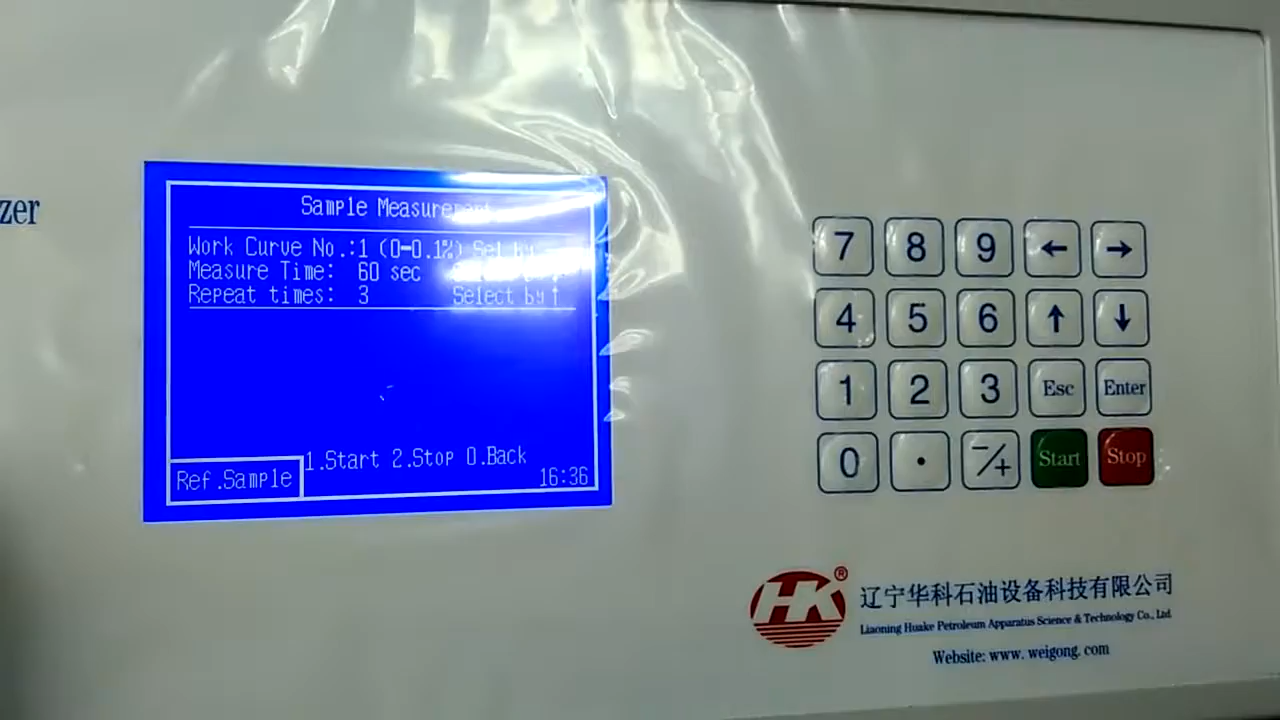 zer
Sample Measurement
Work Curve No.:1 (0-0.1%) Sel by
Measure Time: 60 sec
Repeat times: 3 Select by↑
1.Start 2.Stop 0.Back
Ref.Sample
16:36
7 8 9 ← →
4 5 6 ↑ ↓
1 2 3 Esc Enter
0 . -/+ Start Stop
HK® 辽宁华科石油设备科技有限公司
Liaoning Huake Petroleum Apparatus Science & Technology Co., Ltd.
Website: www.weigong.com